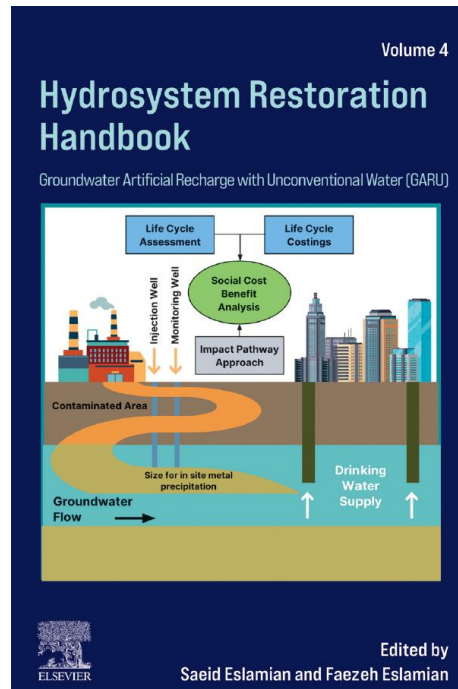 Volume 4
Hydrosystem Restoration
Handbook
Groundwater Artificial Recharge with Unconventional Water (GARU)
Life Cycle
Assessment
Life Cycle
Costings
Social Cost
Benefit
Analysis
Impact Pathway
Approach
Injection Well
Monitoring Well
Contaminated Area
Size for in site metal
precipitation
Groundwater
Flow
Drinking
Water
Supply
ELSEVIER
Edited by
Saeid Eslamian and Faezeh Eslamian